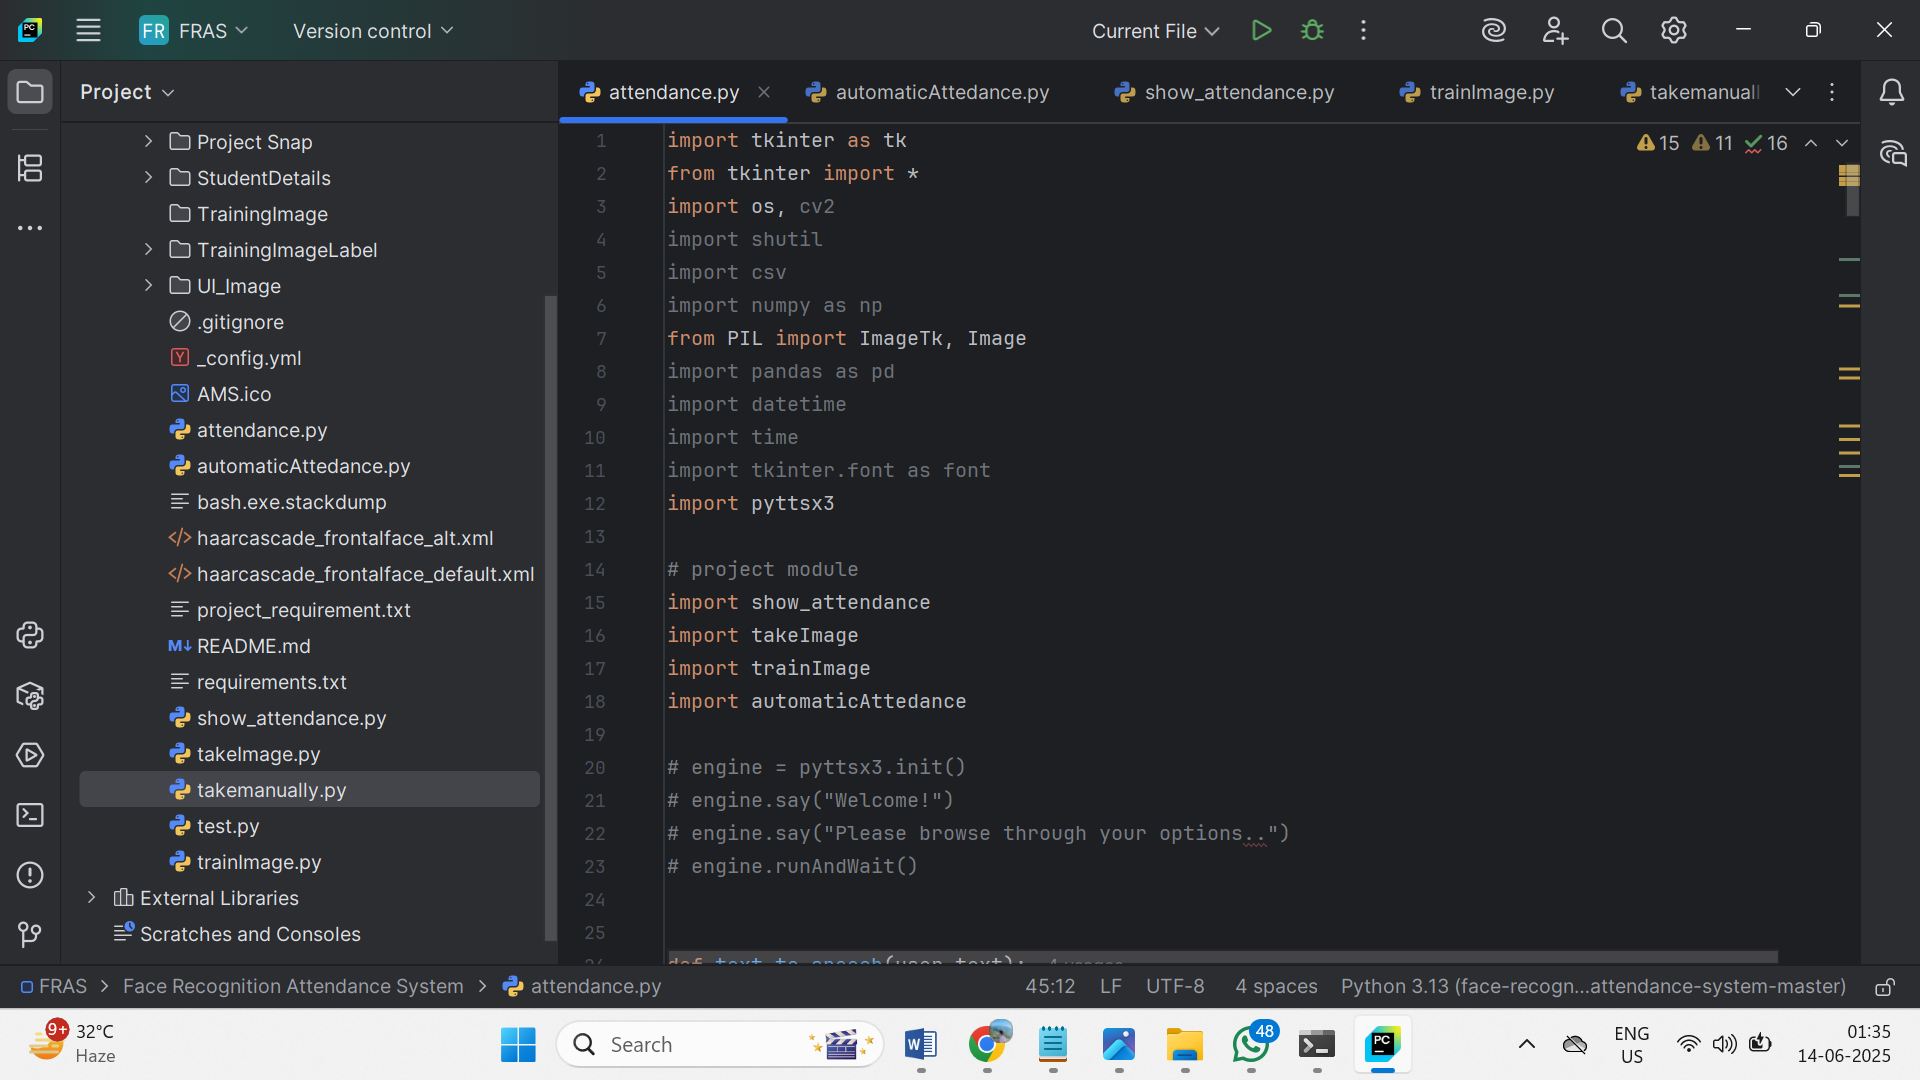 PC
FR FRAS
Version control
Current File
Project
attendance.py
automaticAttedance.py
show_attendance.py
trainImage.py
takemanuall
Project Snap
StudentDetails
TrainingImage
TrainingImageLabel
UI_Image
.gitignore
Y _config.yml
AMS.ico
attendance.py
automaticAttedance.py
bash.exe.stackdump
</> haarcascade_frontalface_alt.xml
</> haarcascade_frontalface_default.xml
project_requirement.txt
M↓ README.md
requirements.txt
show_attendance.py
takeImage.py
takemanually.py
test.py
trainImage.py
External Libraries
Scratches and Consoles
15 11 16
1 import tkinter as tk
2 from tkinter import *
3 import os, cv2
4 import shutil
5 import csv
6 import numpy as np
7 from PIL import ImageTk, Image
8 import pandas as pd
9 import datetime
10 import time
11 import tkinter.font as font
12 import pyttsx3
13
14 # project module
15 import show_attendance
16 import takeImage
17 import trainImage
18 import automaticAttedance
19
20 # engine = pyttsx3.init()
21 # engine.say("Welcome!")
22 # engine.say("Please browse through your options..")
23 # engine.runAndWait()
24
25
FRAS > Face Recognition Attendance System > attendance.py
45:12 LF UTF-8 4 spaces Python 3.13 (face-recogn...attendance-system-master)
9+ 32°C
Haze
Search
W
48
PC
ENG
US
01:35
14-06-2025